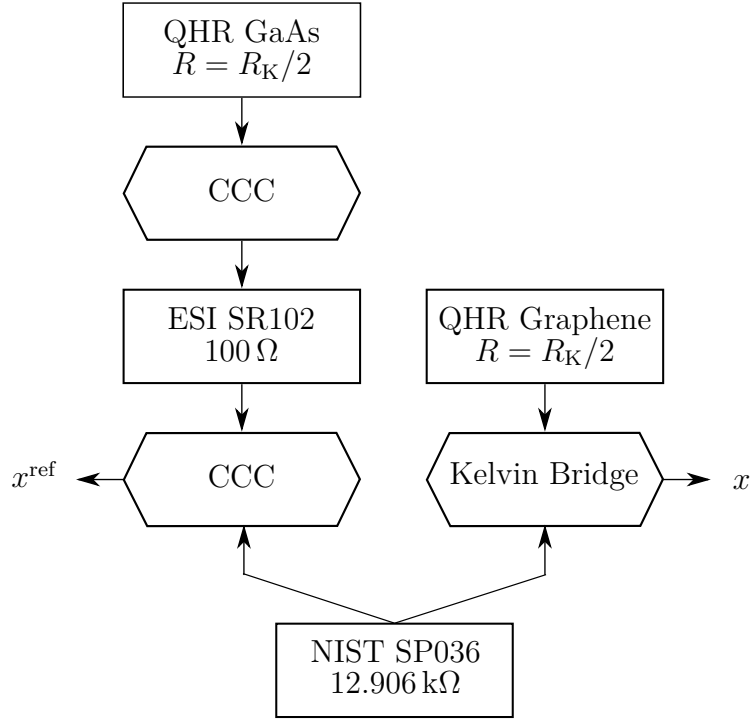 QHR GaAs
R = R_K/2
CCC
ESI SR102
100 Ω
QHR Graphene
R = R_K/2
x^ref
CCC
Kelvin Bridge
x
NIST SP036
12.906 kΩ